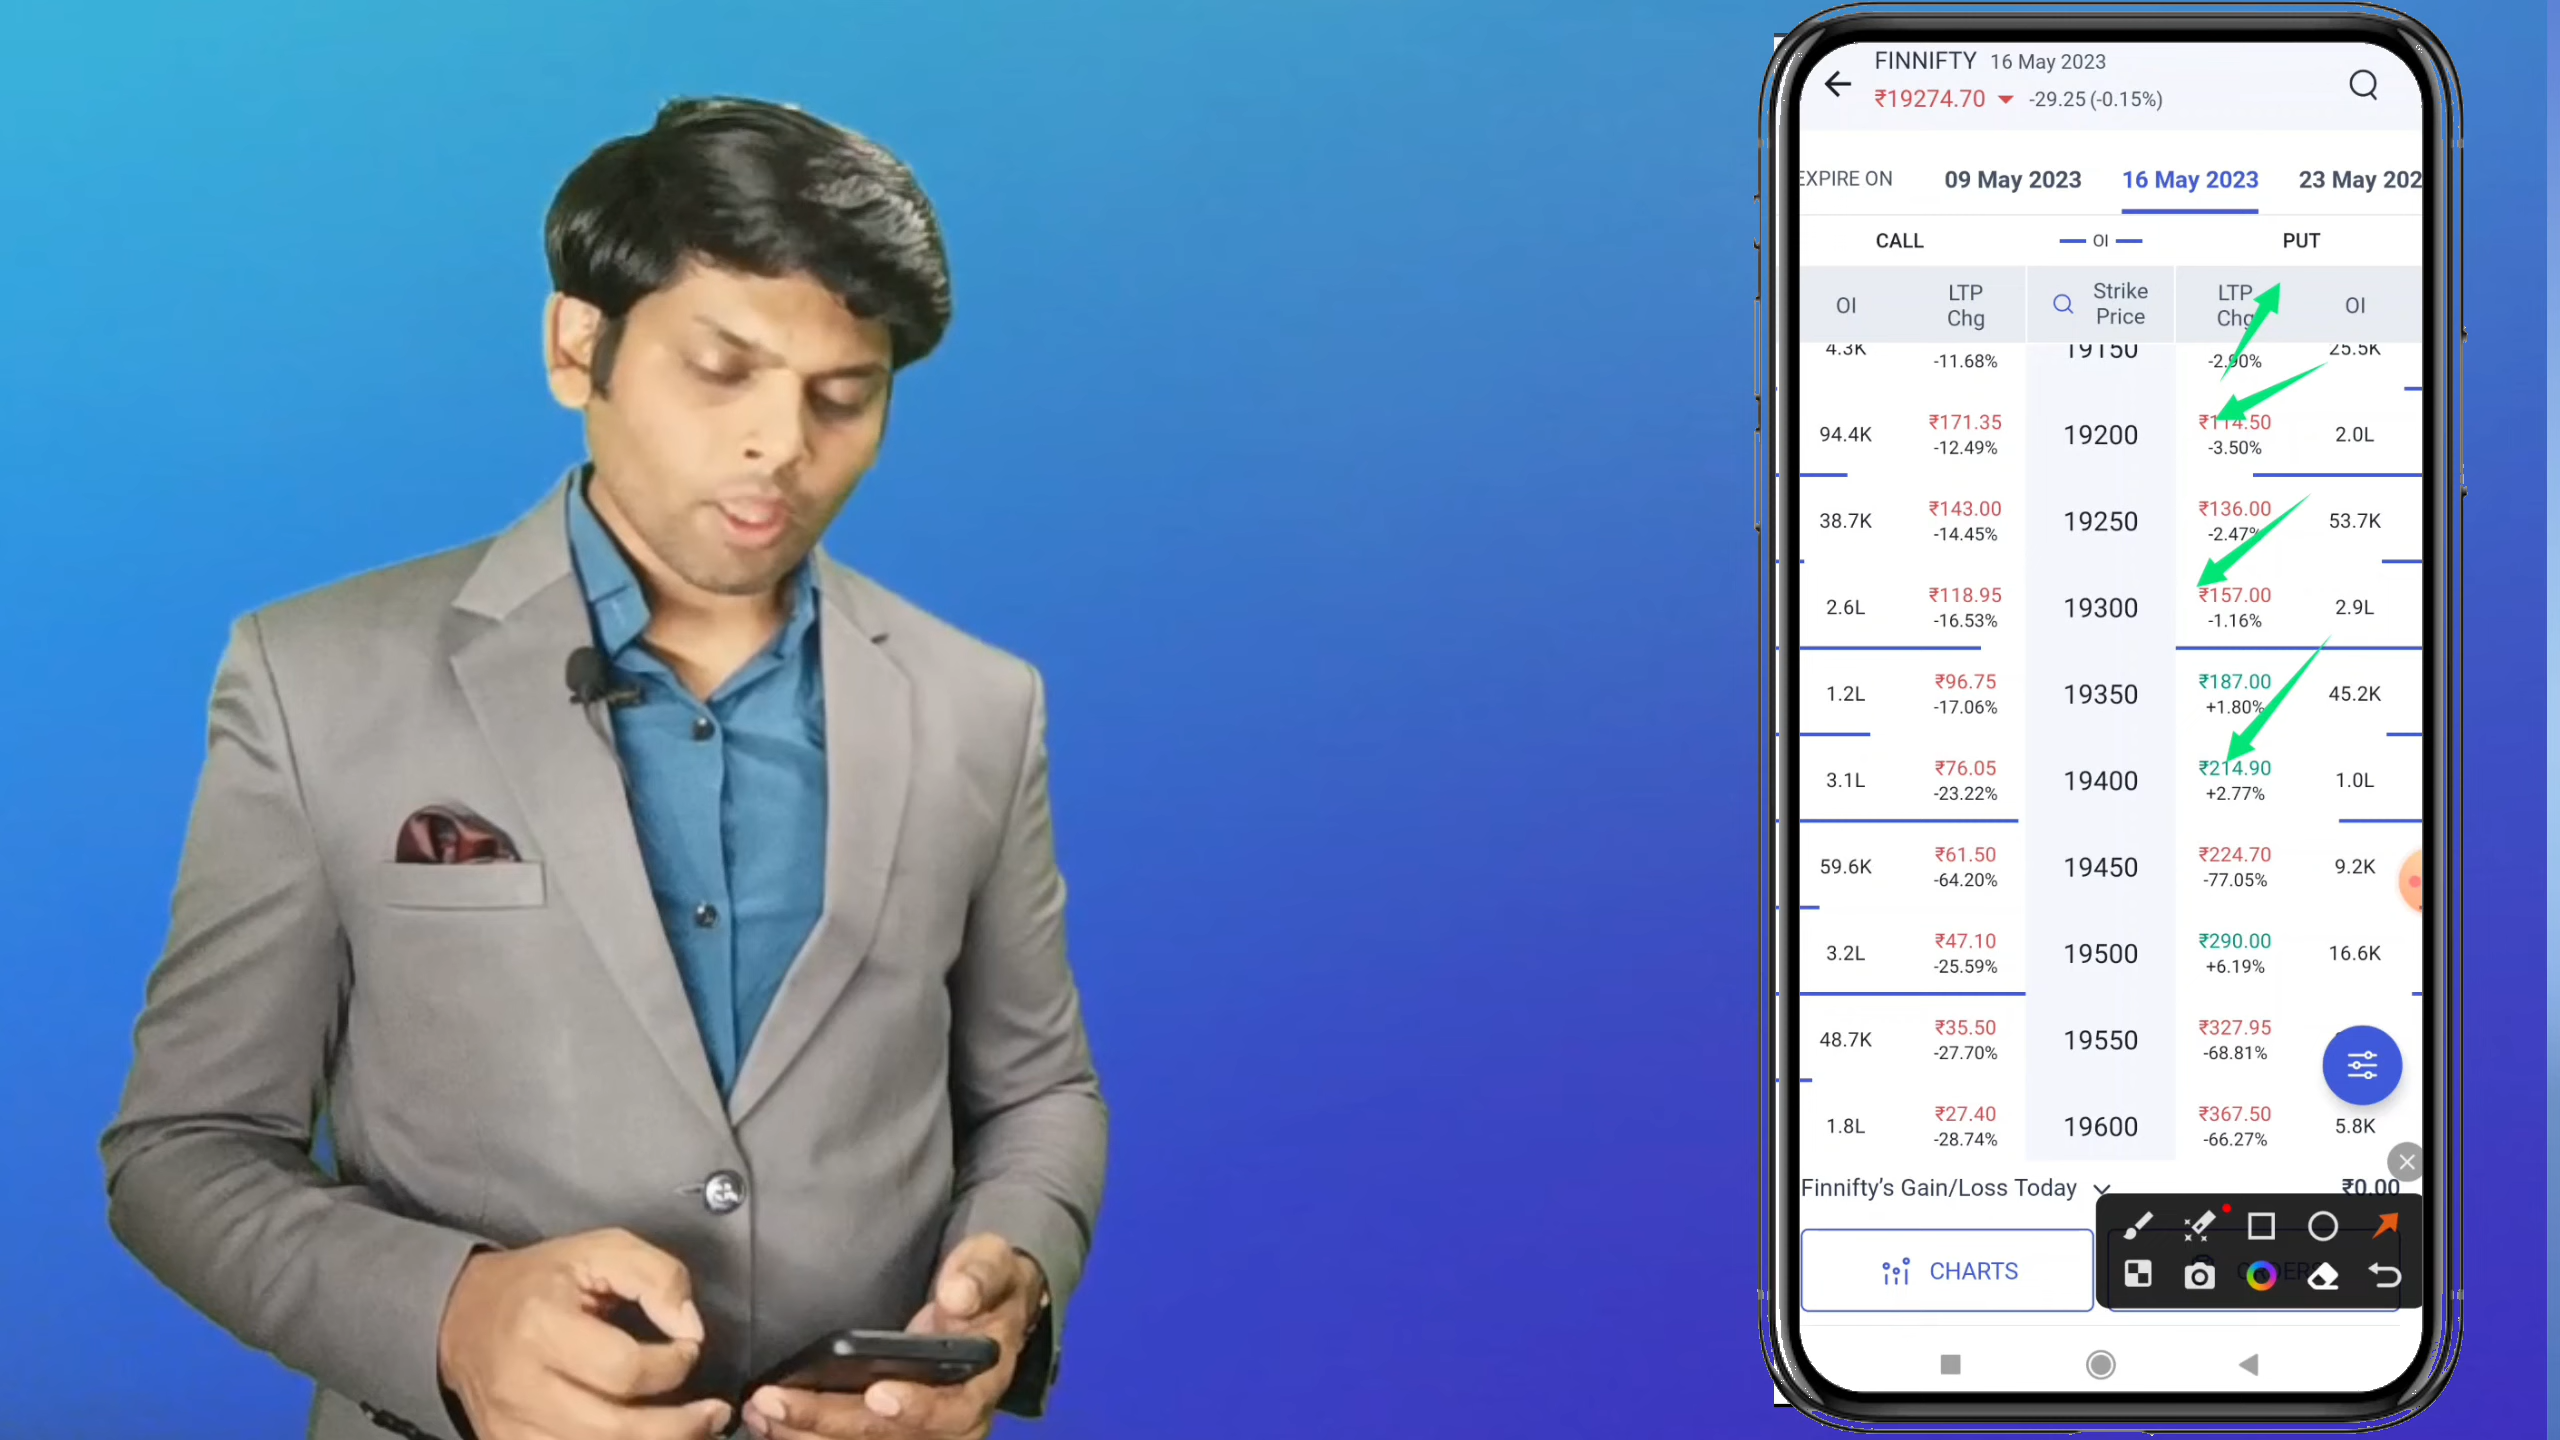 FINNIFTY 16 May 2023
₹19274.70 -29.25 (-0.15%)
EXPIRE ON 09 May 2023 16 May 2023 23 May 202
CALL OI PUT
OI LTP Chg Strike Price LTP Chg OI
4.3K -11.68% 19150 -2.90% 25.5K
94.4K ₹171.35 -12.49% 19200 ₹114.50 -3.50% 2.0L
38.7K ₹143.00 -14.45% 19250 ₹136.00 -2.47% 53.7K
2.6L ₹118.95 -16.53% 19300 ₹157.00 -1.16% 2.9L
1.2L ₹96.75 -17.06% 19350 ₹187.00 +1.80% 45.2K
3.1L ₹76.05 -23.22% 19400 ₹214.90 +2.77% 1.0L
59.6K ₹61.50 -64.20% 19450 ₹224.70 -77.05% 9.2K
3.2L ₹47.10 -25.59% 19500 ₹290.00 +6.19% 16.6K
48.7K ₹35.50 -27.70% 19550 ₹327.95 -68.81%
1.8L ₹27.40 -28.74% 19600 ₹367.50 -66.27% 5.8K
Finnifty's Gain/Loss Today ₹0.00
CHARTS